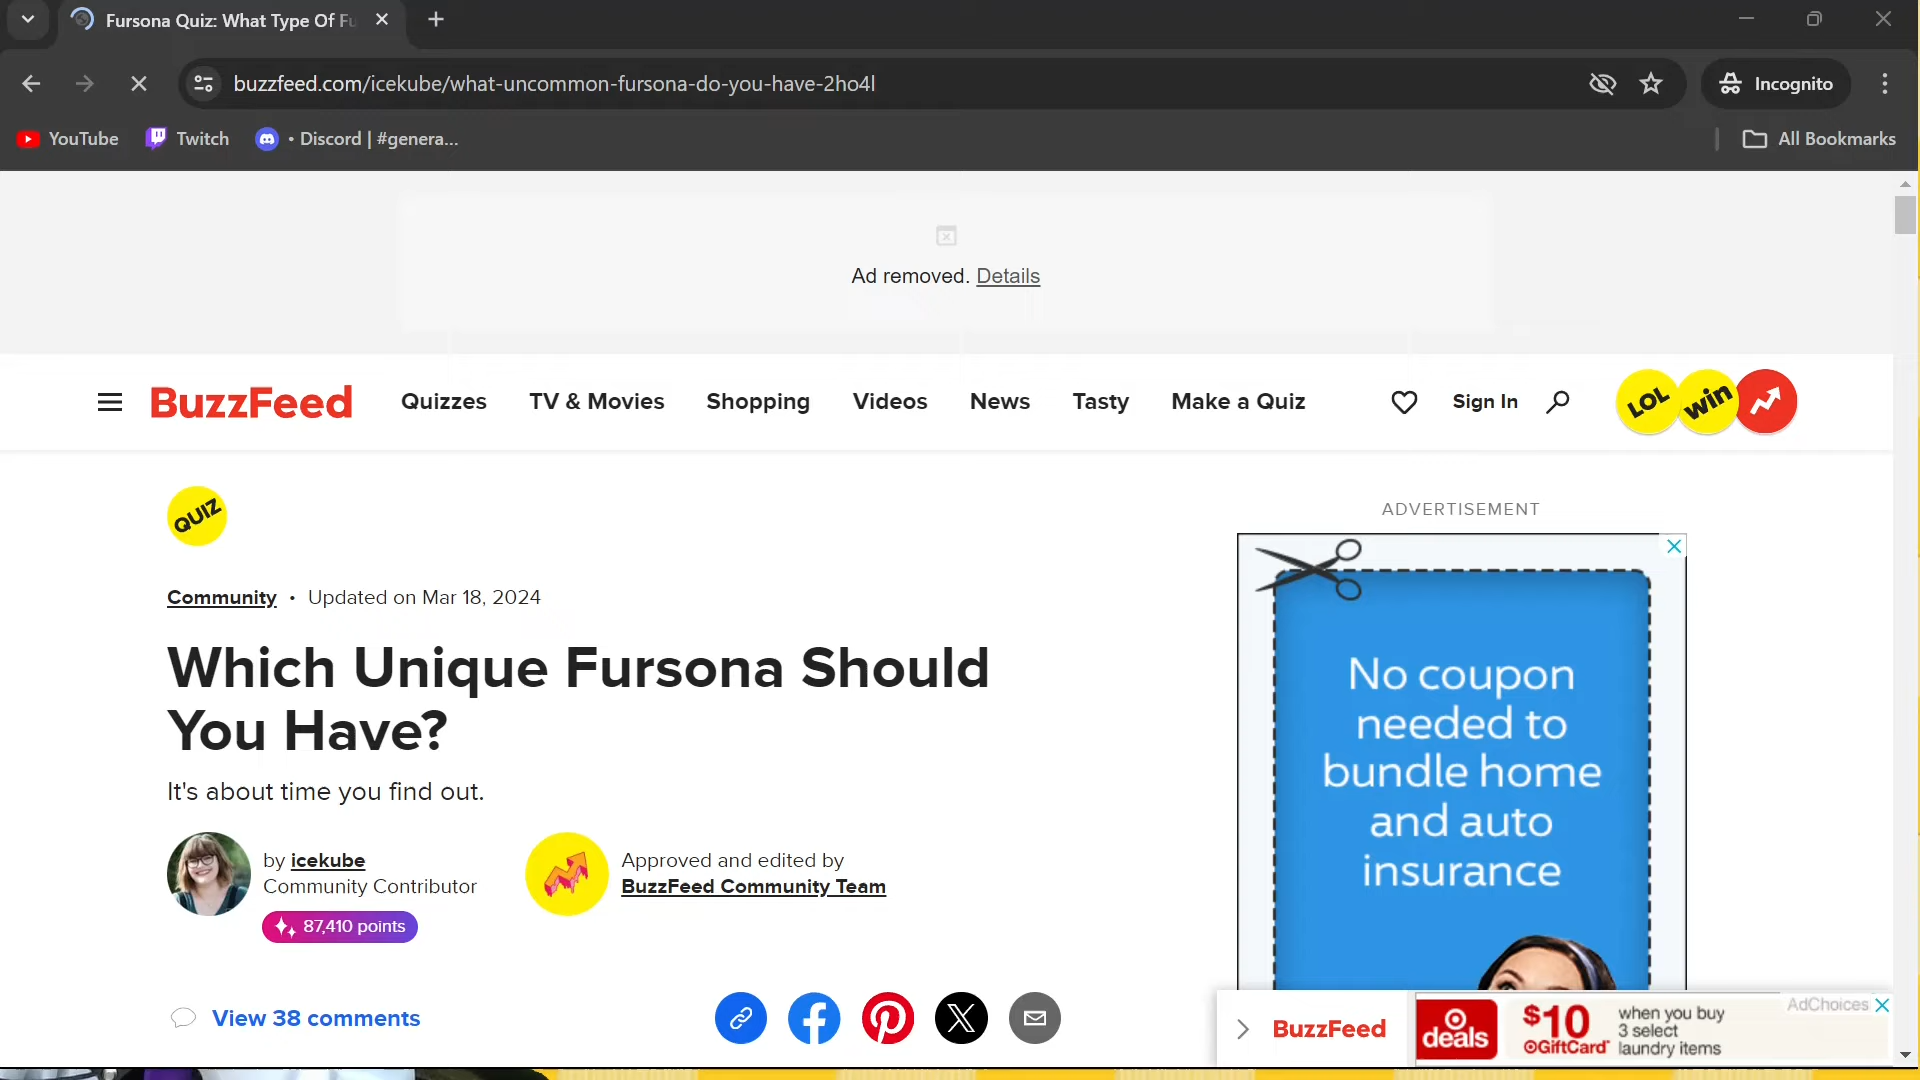 Fursona Quiz: What Type Of Fu
buzzfeed.com/icekube/what-uncommon-fursona-do-you-have-2ho4l
Incognito
YouTube
Twitch
• Discord | #genera...
All Bookmarks
Ad removed. Details
BuzzFeed
Quizzes
TV & Movies
Shopping
Videos
News
Tasty
Make a Quiz
Sign In
LOL
win
QUIZ
Community • Updated on Mar 18, 2024
Which Unique Fursona Should
You Have?
It's about time you find out.
by icekube
Community Contributor
87,410 points
Approved and edited by
BuzzFeed Community Team
View 38 comments
ADVERTISEMENT
No coupon
needed to
bundle home
and auto
insurance
BuzzFeed
deals
$10
GiftCard
when you buy
3 select
laundry items
AdChoices